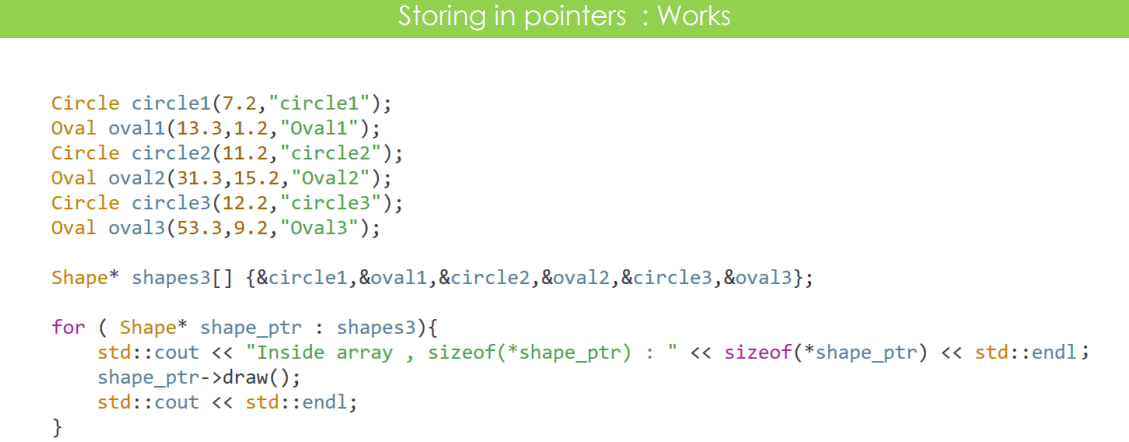 Storing in pointers : Works
Circle circle1(7.2,"circle1");
Oval oval1(13.3,1.2,"Oval1");
Circle circle2(11.2,"circle2");
Oval oval2(31.3,15.2,"Oval2");
Circle circle3(12.2,"circle3");
Oval oval3(53.3,9.2,"Oval3");
Shape* shapes3[] {&circle1,&oval1,&circle2,&oval2,&circle3,&oval3};
for ( Shape* shape_ptr : shapes3){
    std::cout << "Inside array , sizeof(*shape_ptr) : " << sizeof(*shape_ptr) << std::endl;
    shape_ptr->draw();
    std::cout << std::endl;
}